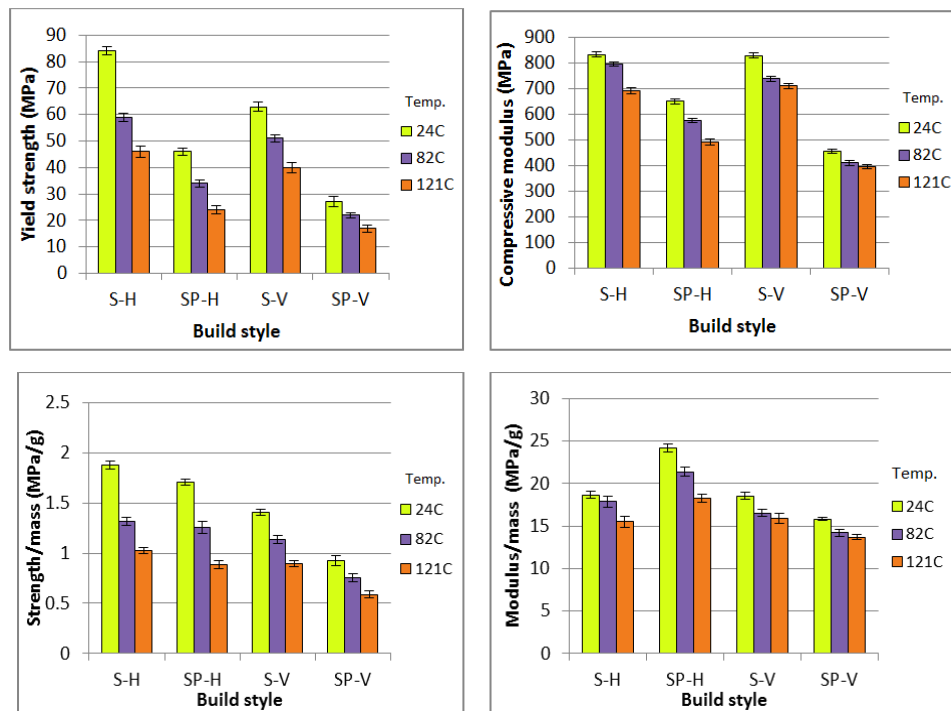 Yield strength (MPa)
90
80
70
60
50
40
30
20
10
0
S-H SP-H S-V SP-V
Build style
Temp.
24C
82C
121C
Compressive modulus (MPa)
900
800
700
600
500
400
300
200
100
0
S-H SP-H S-V SP-V
Build style
Temp.
24C
82C
121C
Strength/mass (MPa/g)
2.5
2
1.5
1
0.5
0
S-H SP-H S-V SP-V
Build style
Temp.
24C
82C
121C
Modulus/mass (MPa/g)
30
25
20
15
10
5
0
S-H SP-H S-V SP-V
Build style
Temp.
24C
82C
121C